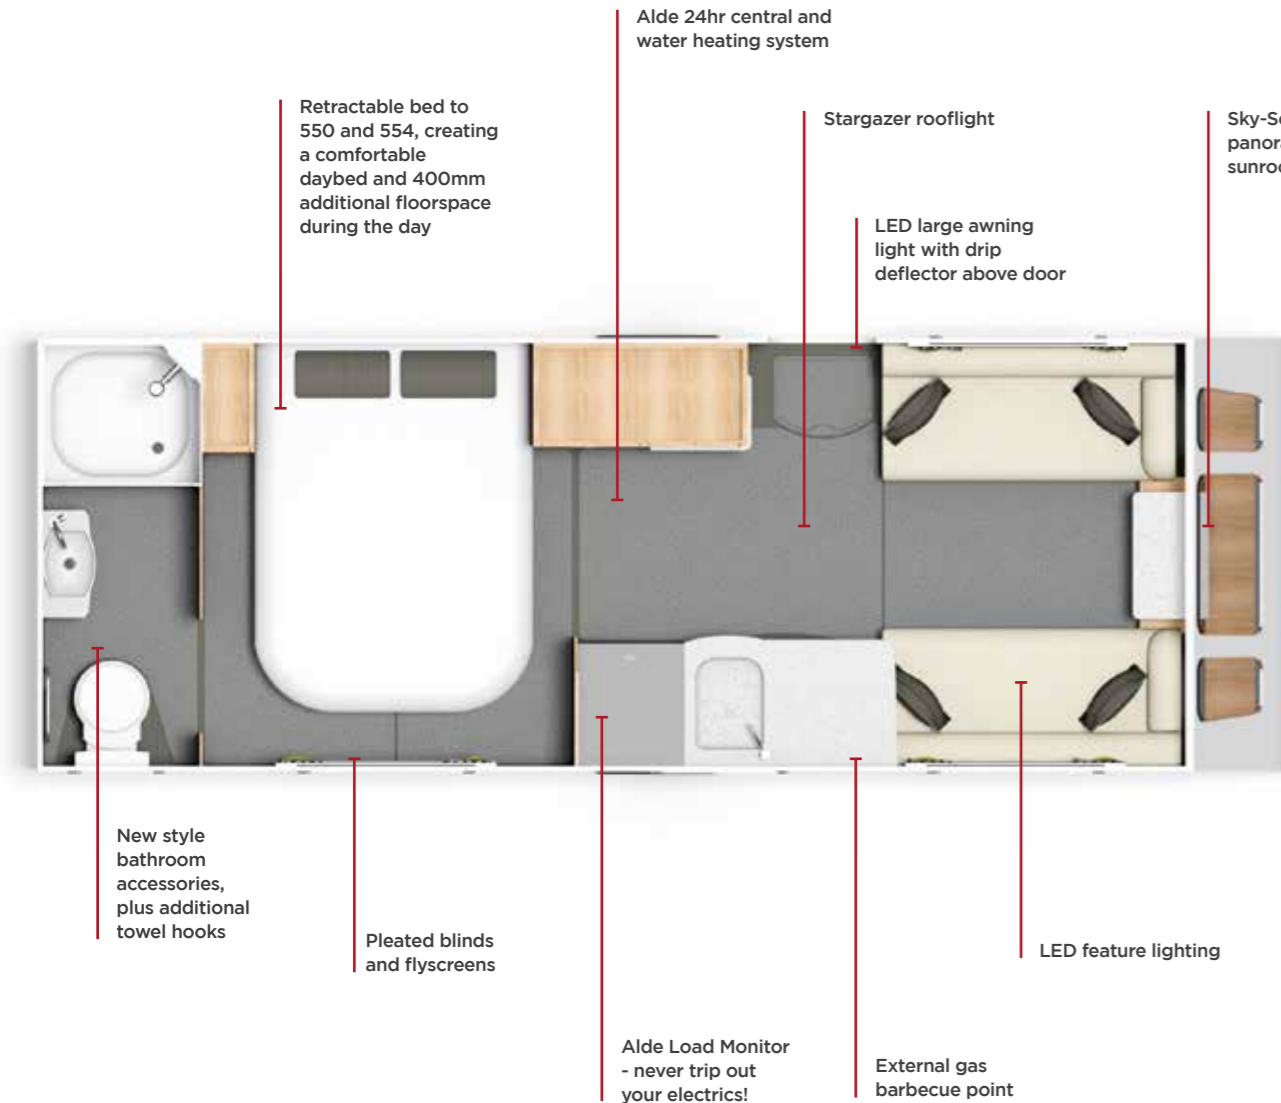 Alde 24hr central and
water heating system
Retractable bed to
550 and 554, creating
a comfortable
daybed and 400mm
additional floorspace
during the day
Stargazer rooflight
LED large awning
light with drip
deflector above door
New style
bathroom
accessories,
plus additional
towel hooks
Pleated blinds
and flyscreens
LED feature lighting
Alde Load Monitor
- never trip out
your electrics!
External gas
barbecue point